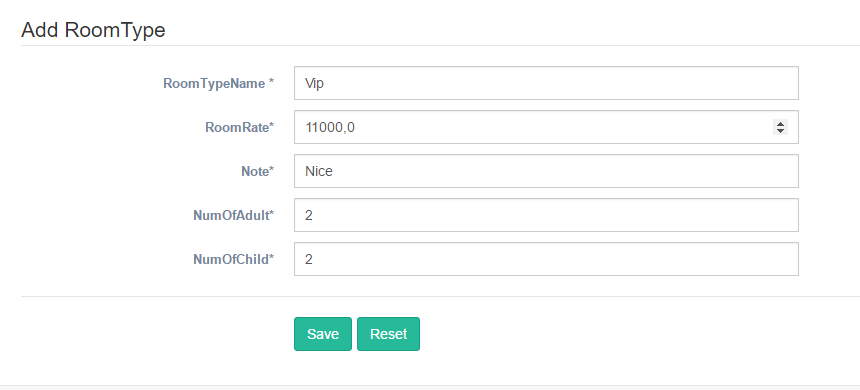 Add RoomType
RoomTypeName * Vip
RoomRate* 11000,0
Note* Nice
NumOfAdult* 2
NumOfChild* 2
Save Reset